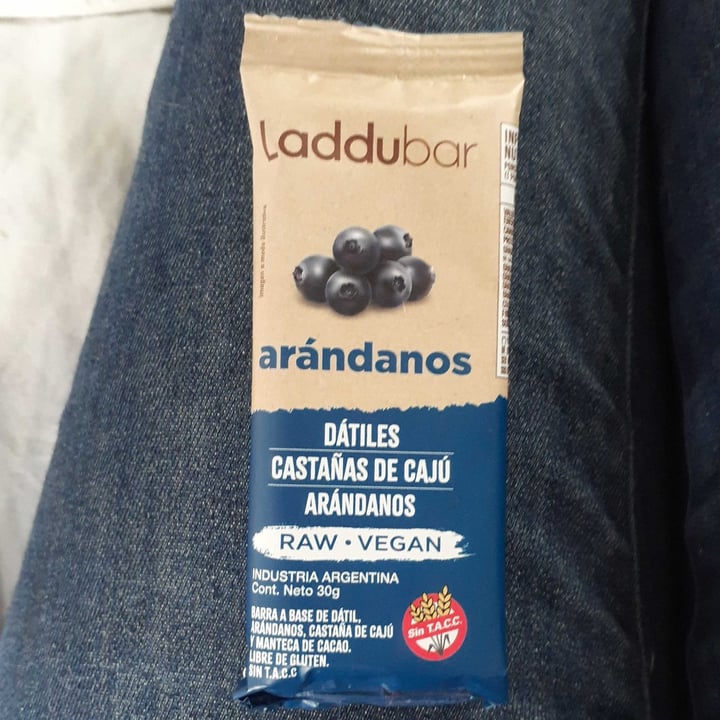 Laddubar
arándanos
DÁTILES
CASTAÑAS DE CAJÚ
ARÁNDANOS
RAW • VEGAN
INDUSTRIA ARGENTINA
Cont. Neto 30g
BARRA A BASE DE DÁTIL,
ARÁNDANOS, CASTAÑA DE CAJÚ
Y MANTECA DE CACAO.
LIBRE DE GLUTEN.
SIN T.A.C.C
Sin T.A.C.C.